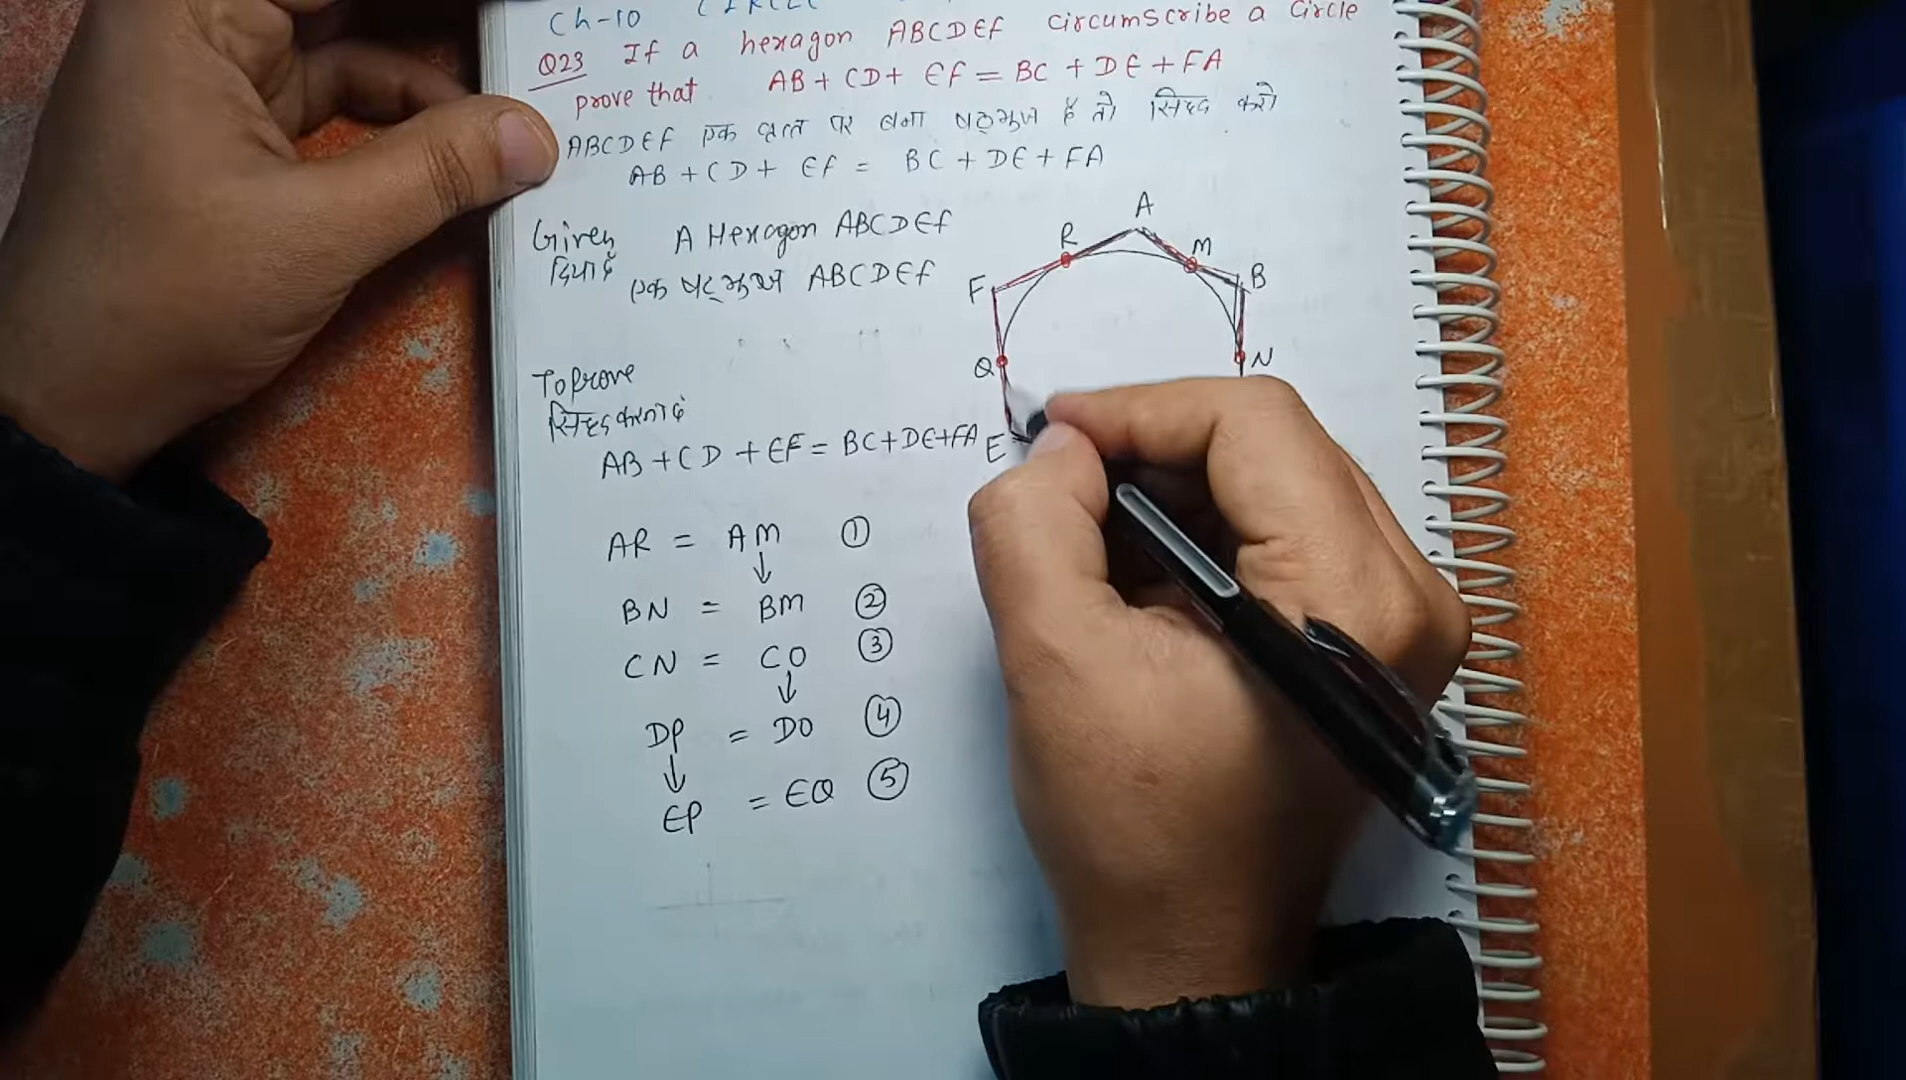 Ch-10 CIRCLE
Q23 If a hexagon ABCDEF circumscribe a Circle
prove that AB + CD + EF = BC + DE + FA
ABCDEF एक वृत्त पर बना षट्भुज है तो सिद्ध करो
AB + CD + EF = BC + DE + FA
Given A Hexagon ABCDEF
दिया है एक षट्भुज ABCDEF
To prove
सिद्ध करना है
AB + CD + EF = BC + DE + FA
AR = AM ①
↓
BN = BM ②
CN = CO ③
↓
DP = DO ④
↓
EP = EQ ⑤
A
R
M
F
B
Q
N
E